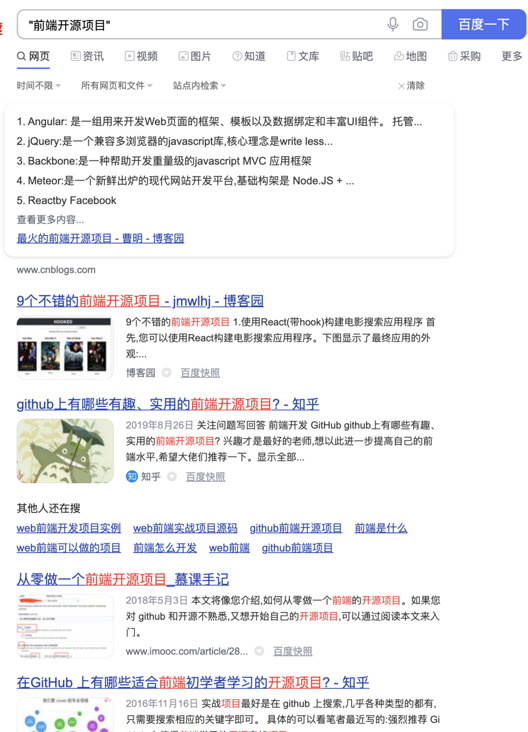 "前端开源项目"
百度一下
网页 资讯 视频 图片 知道 文库 贴吧 地图 采购 更多
时间不限 所有网页和文件 站点内检索 清除
1. Angular: 是一组用来开发Web页面的框架、模板以及数据绑定和丰富UI组件。 托管...
2. jQuery:是一个兼容多浏览器的javascript库,核心理念是write less...
3. Backbone:是一种帮助开发重量级的javascript MVC 应用框架
4. Meteor:是一个新鲜出炉的现代网站开发平台,基础构架是 Node.JS + ...
5. Reactby Facebook
查看更多内容...
最火的前端开源项目 - 曹明 - 博客园
www.cnblogs.com
9个不错的前端开源项目 - jmwlhj - 博客园
HOOKED
9个不错的前端开源项目 1.使用React(带hook)构建电影搜索应用程序 首
先,您可以使用React构建电影搜索应用程序。下图显示了最终应用的外
观:...
博客园 百度快照
github上有哪些有趣、实用的前端开源项目? - 知乎
2019年8月26日 关注问题写回答 前端开发 GitHub github上有哪些有趣、
实用的前端开源项目? 兴趣才是最好的老师,想以此进一步提高自己的前
端水平,希望大佬们推荐一下。显示全部...
知 知乎 百度快照
其他人还在搜
web前端开发项目实例 web前端实战项目源码 github前端开源项目 前端是什么
web前端可以做的项目 前端怎么开发 web前端 github前端项目
从零做一个前端开源项目_慕课手记
2018年5月3日 本文将像您介绍,如何从零做一个前端的开源项目。如果您
对 github 和开源不熟悉,又想开始自己的开源项目,可以通过阅读本文来入
门。
www.imooc.com/article/28... 百度快照
在GitHub 上有哪些适合前端初学者学习的开源项目? - 知乎
2016年11月16日 实战项目最好是在 github 上搜索,几乎各种类型的都有,
只需要搜索相应的关键字即可。 具体的可以看笔者最近写的:强烈推荐 Gi